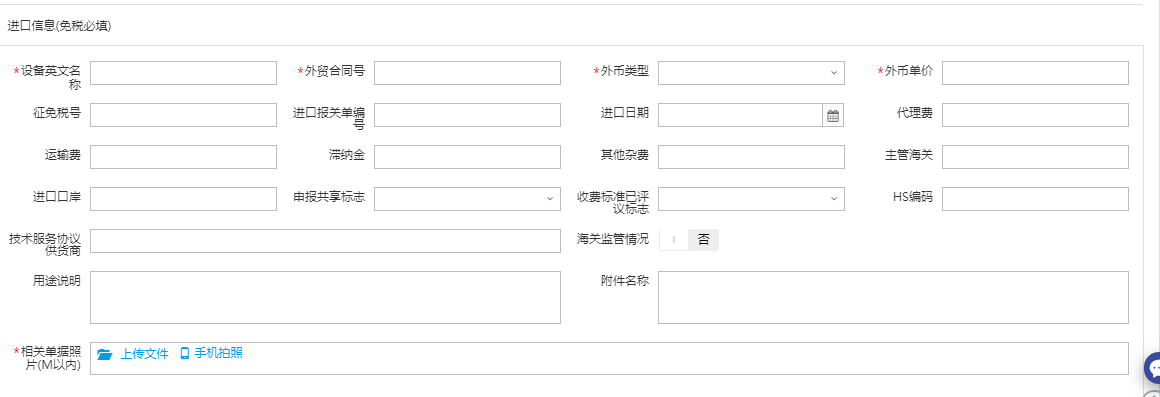 进口信息(免税必填)
*设备英文名
称
*外贸合同号
*外币类型
*外币单价
征免税号
进口报关单编
号
进口日期
代理费
运输费
滞纳金
其他杂费
主管海关
进口口岸
申报共享标志
收费标准已评
议标志
HS编码
技术服务协议
供货商
海关监管情况
否
用途说明
附件名称
*相关单据照
片(M以内)
上传文件
手机拍照